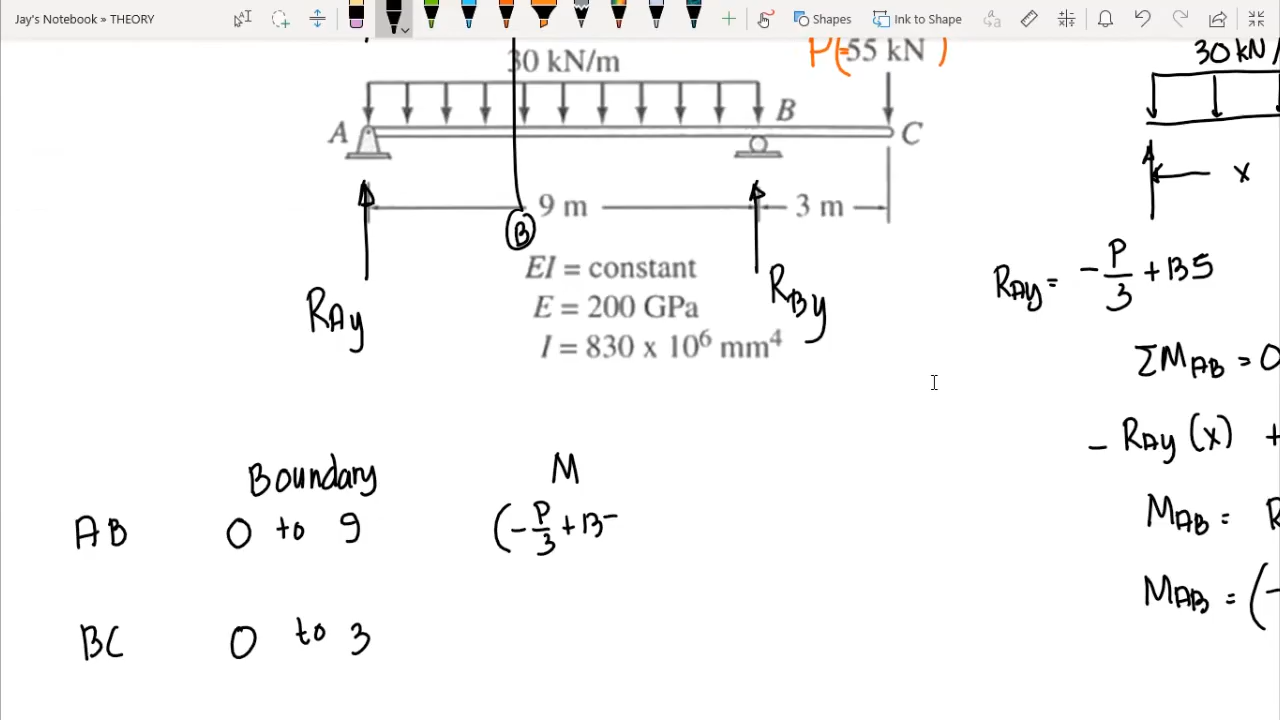 Jay's Notebook » THEORY
Shapes
Ink to Shape
30 kN/m
P(=55 kN)
30 kN/
A
B
C
x
9 m
3 m
B
RAy
RBy
EI = constant
E = 200 GPa
I = 830 x 10⁶ mm⁴
RAy = -P/3 + 135
ΣMAB = 0
- RAy (x) +
MAB = R
MAB = (-
Boundary M
AB 0 to 9 (-P/3 + 13
BC 0 to 3